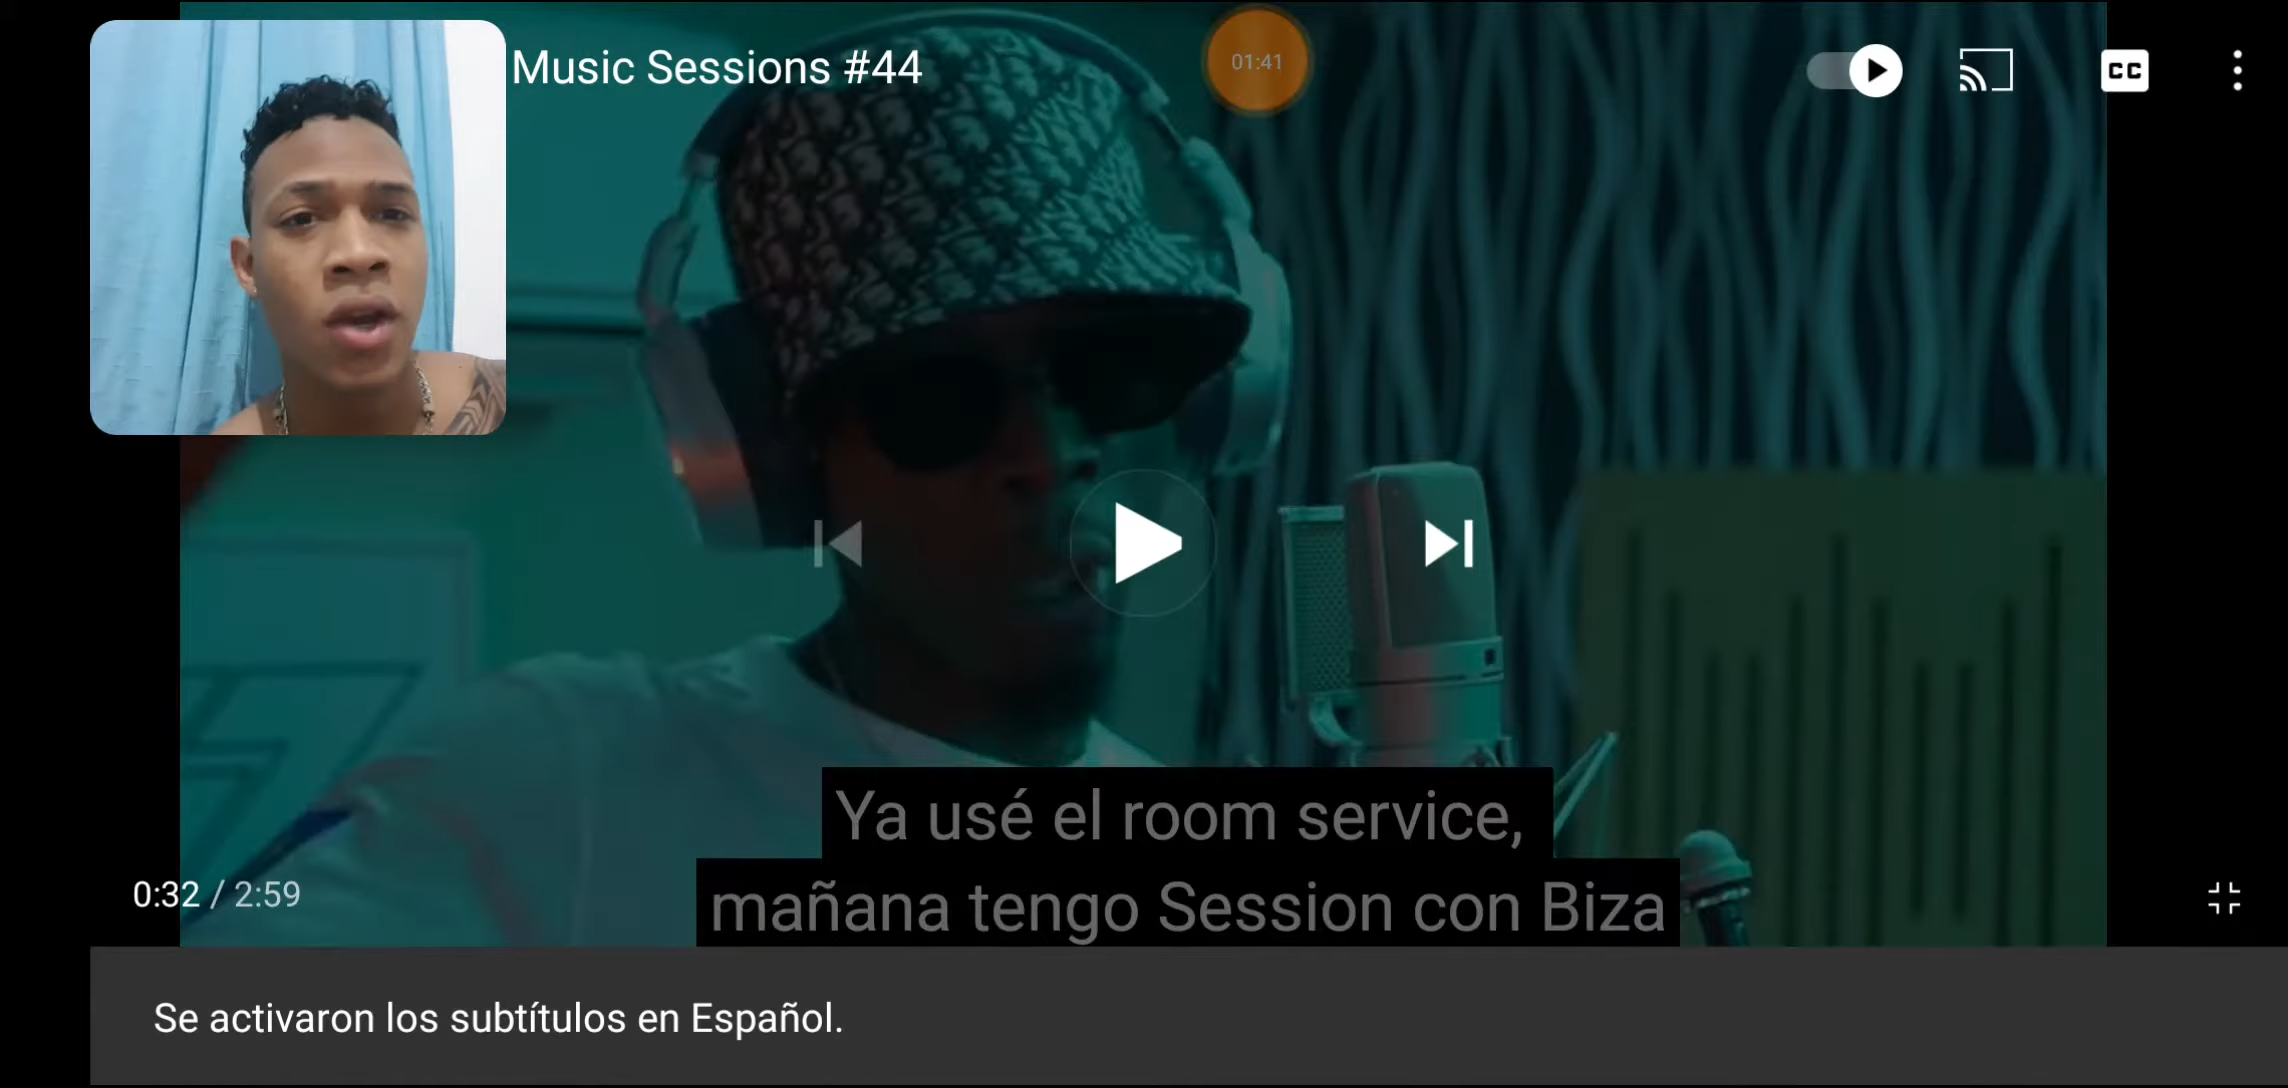 Music Sessions #44
01:41
CC
Ya usé el room service,
mañana tengo Session con Biza
0:32 / 2:59
Se activaron los subtítulos en Español.